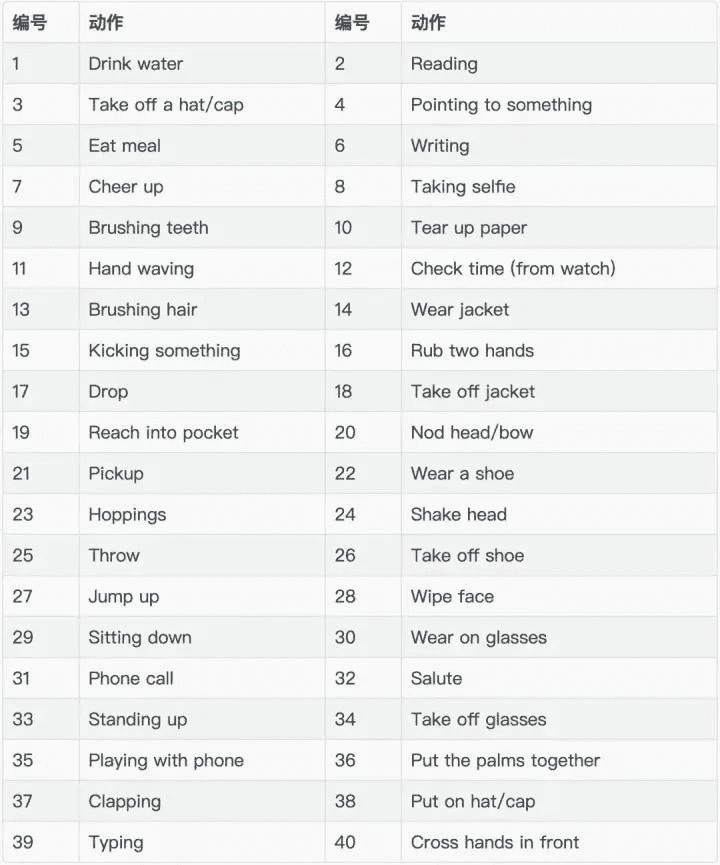 编号 动作 编号 动作
1 Drink water 2 Reading
3 Take off a hat/cap 4 Pointing to something
5 Eat meal 6 Writing
7 Cheer up 8 Taking selfie
9 Brushing teeth 10 Tear up paper
11 Hand waving 12 Check time (from watch)
13 Brushing hair 14 Wear jacket
15 Kicking something 16 Rub two hands
17 Drop 18 Take off jacket
19 Reach into pocket 20 Nod head/bow
21 Pickup 22 Wear a shoe
23 Hoppings 24 Shake head
25 Throw 26 Take off shoe
27 Jump up 28 Wipe face
29 Sitting down 30 Wear on glasses
31 Phone call 32 Salute
33 Standing up 34 Take off glasses
35 Playing with phone 36 Put the palms together
37 Clapping 38 Put on hat/cap
39 Typing 40 Cross hands in front